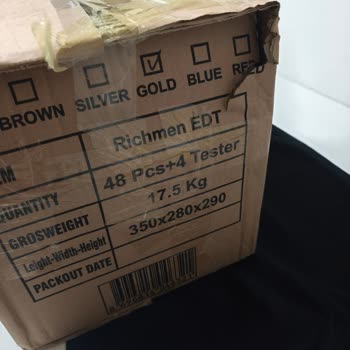 BROWN SILVER GOLD BLUE RED
M Richmen EDT
QUANTITY 48 Pcs+4 Tester
GROSWEIGHT 17.5 Kg
Leight-Width-Height 350x280x290
PACKOUT DATE